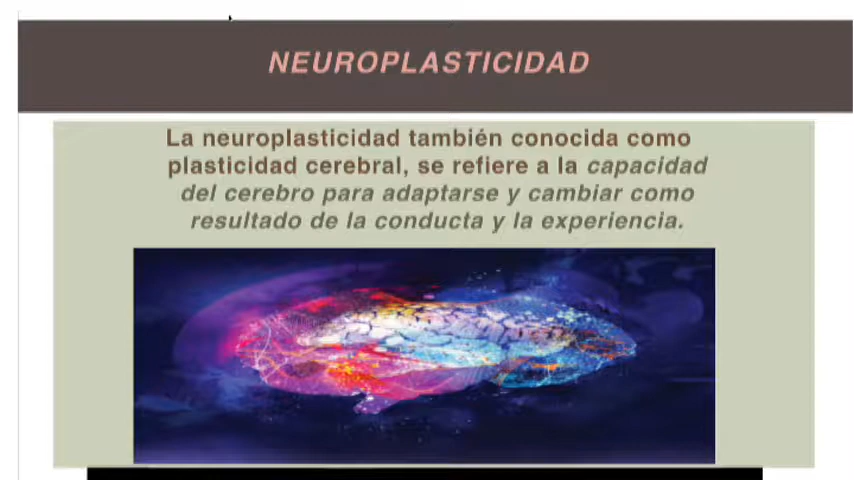 NEUROPLASTICIDAD
La neuroplasticidad también conocida como
plasticidad cerebral, se refiere a la capacidad
del cerebro para adaptarse y cambiar como
resultado de la conducta y la experiencia.